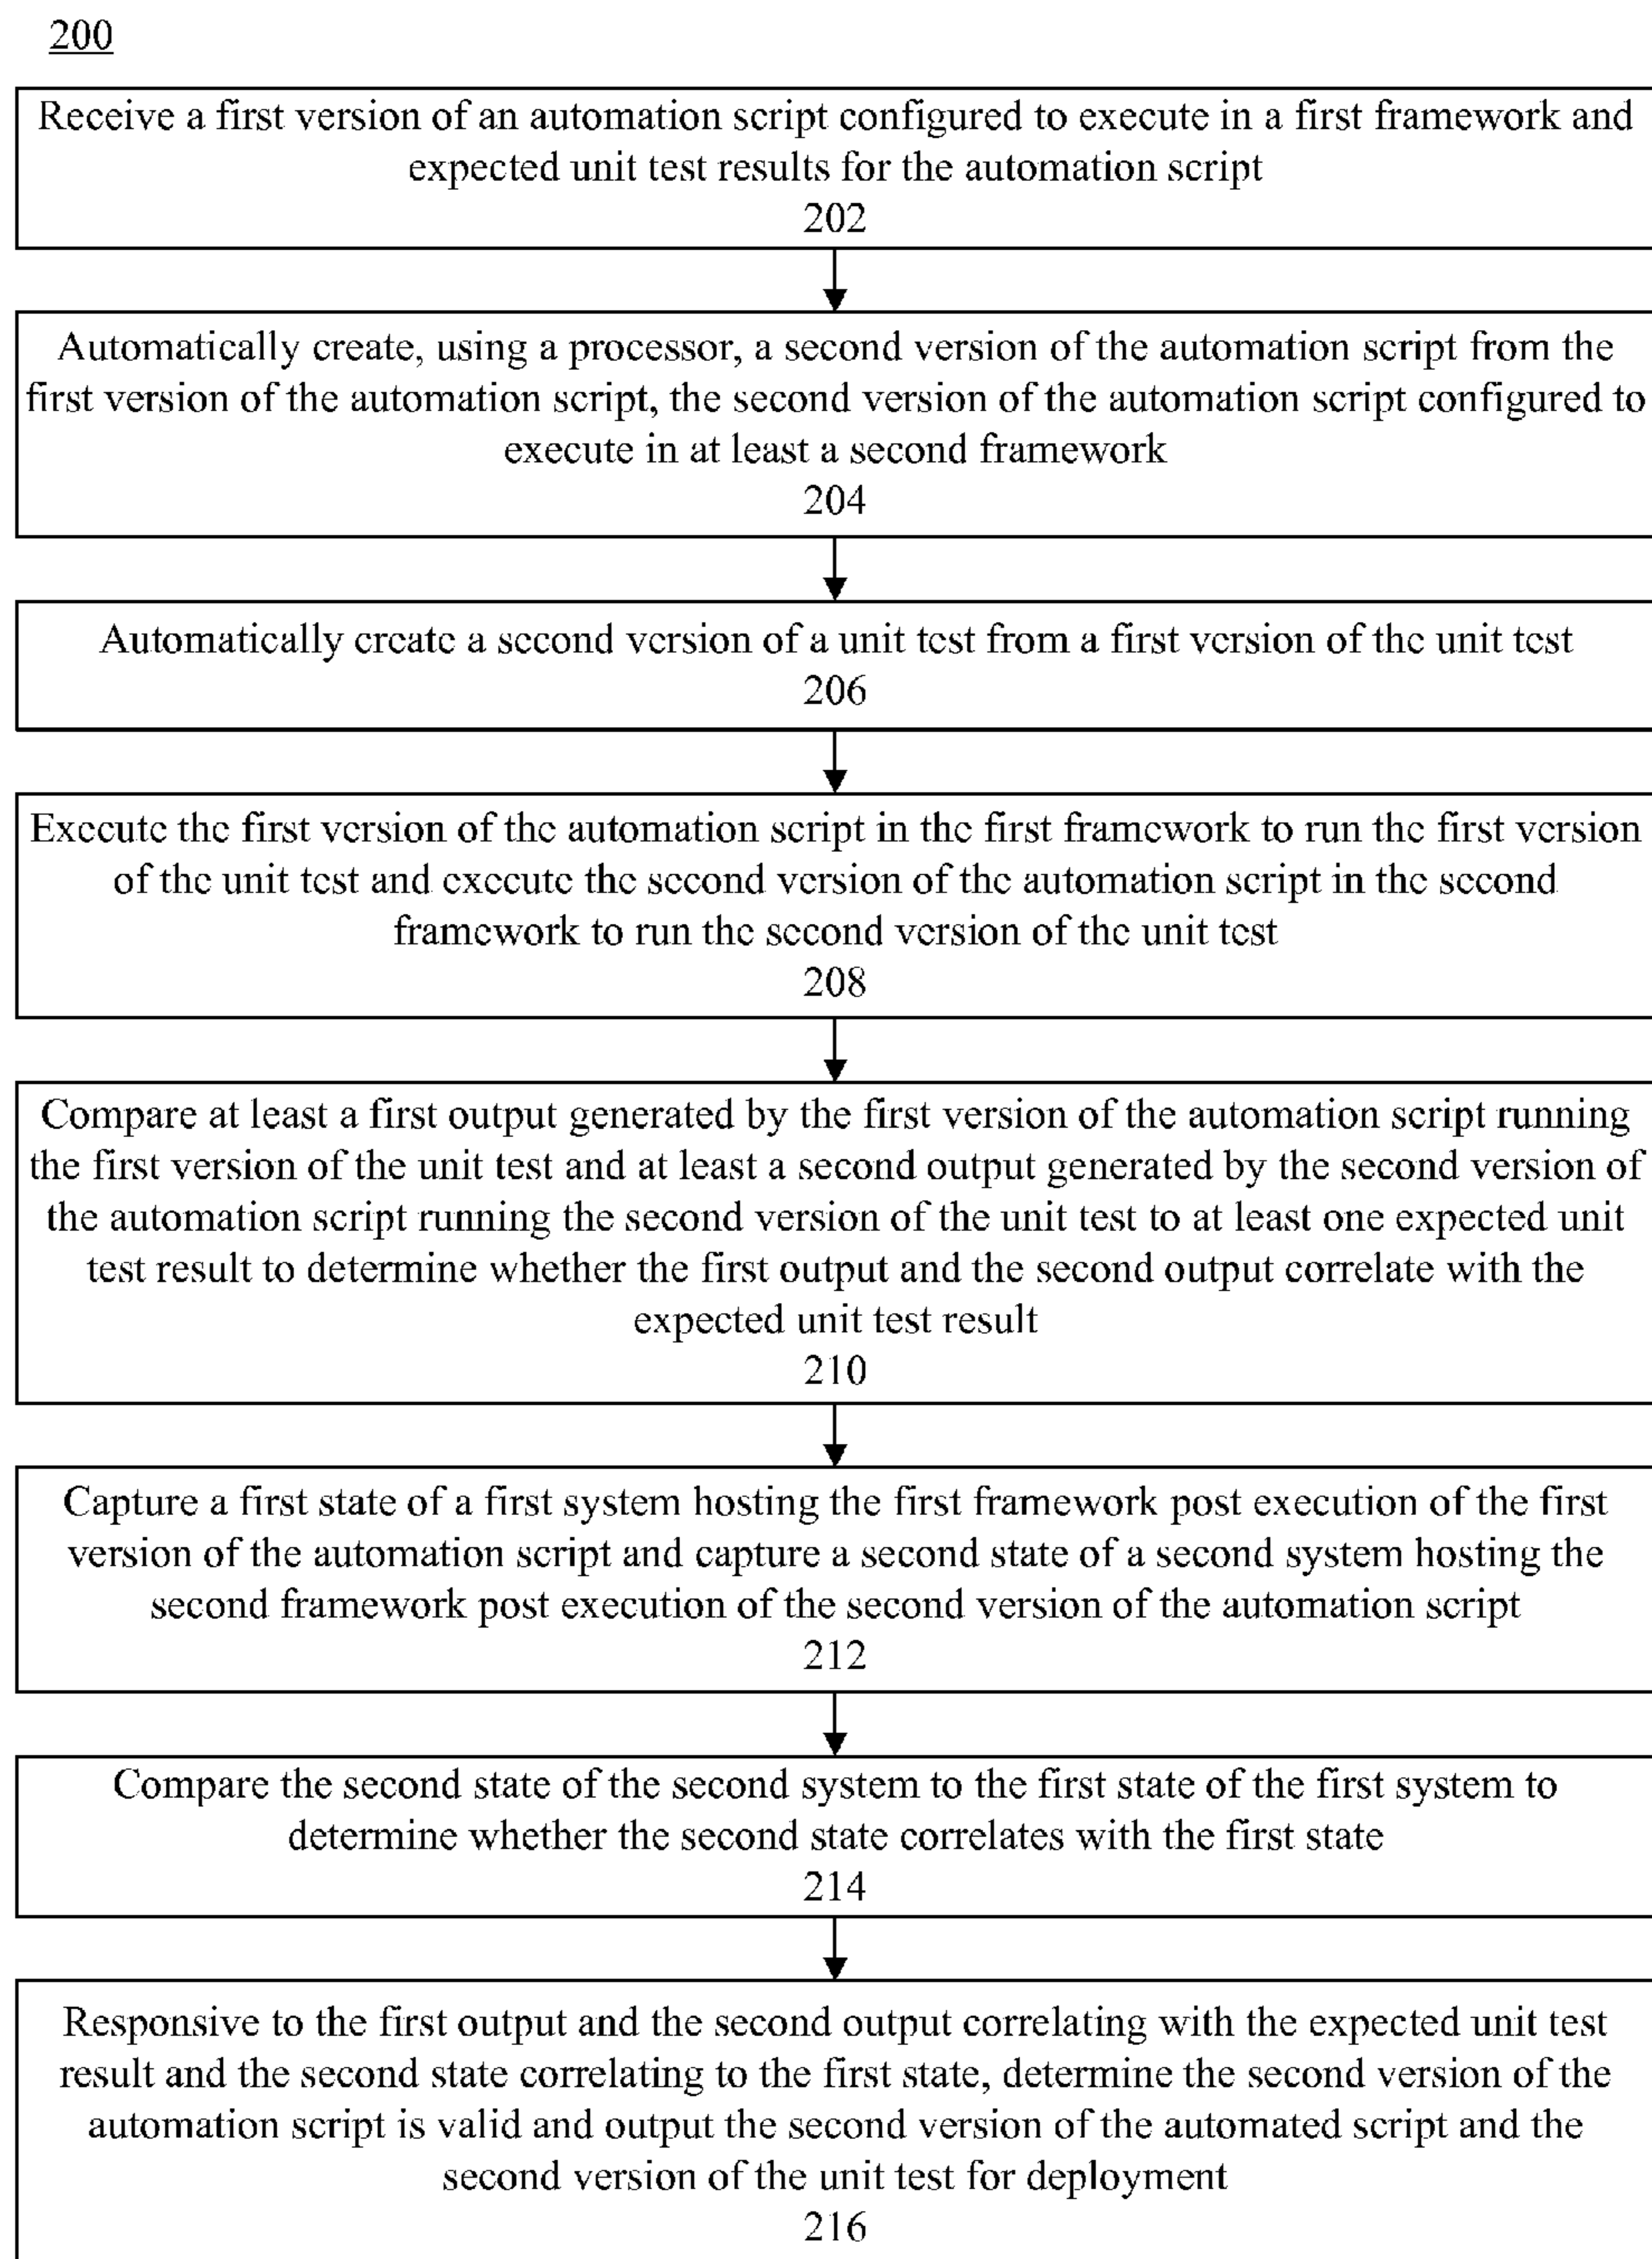 200
Receive a first version of an automation script configured to execute in a first framework and
expected unit test results for the automation script
202
Automatically create, using a processor, a second version of the automation script from the
first version of the automation script, the second version of the automation script configured to
execute in at least a second framework
204
Automatically create a second version of a unit test from a first version of the unit test
206
Execute the first version of the automation script in the first framework to run the first version
of the unit test and execute the second version of the automation script in the second
framework to run the second version of the unit test
208
Compare at least a first output generated by the first version of the automation script running
the first version of the unit test and at least a second output generated by the second version of
the automation script running the second version of the unit test to at least one expected unit
test result to determine whether the first output and the second output correlate with the
expected unit test result
210
Capture a first state of a first system hosting the first framework post execution of the first
version of the automation script and capture a second state of a second system hosting the
second framework post execution of the second version of the automation script
212
Compare the second state of the second system to the first state of the first system to
determine whether the second state correlates with the first state
214
Responsive to the first output and the second output correlating with the expected unit test
result and the second state correlating to the first state, determine the second version of the
automation script is valid and output the second version of the automated script and the
second version of the unit test for deployment
216